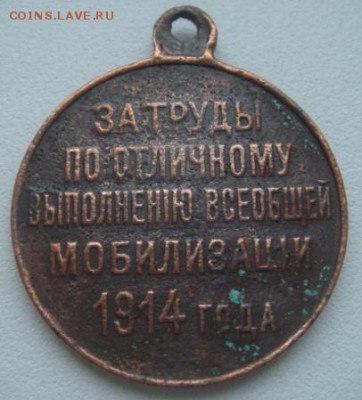 COINS.LAVE.RU
ЗА ТРУДЫ
ПО ОТЛИЧНОМУ
ВЫПОЛНЕНІЮ ВСЕОБЩЕЙ
МОБИЛИЗАЦІИ
1914 ГОДА